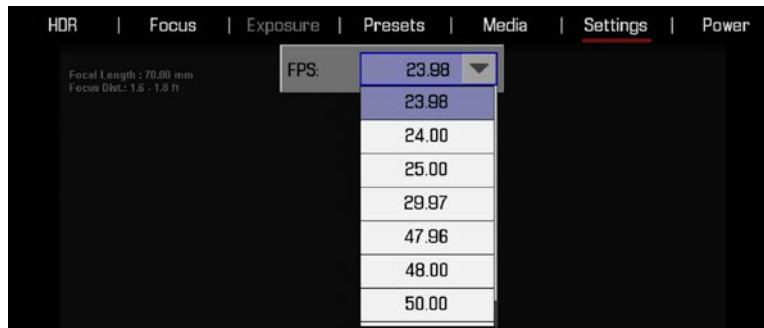 HDR | Focus | Exposure | Presets | Media | Settings | Power
Focal Length : 70.00 mm
Focus Dist.: 1.6 - 1.8 ft
FPS: 23.98
23.98
24.00
25.00
29.97
47.96
48.00
50.00